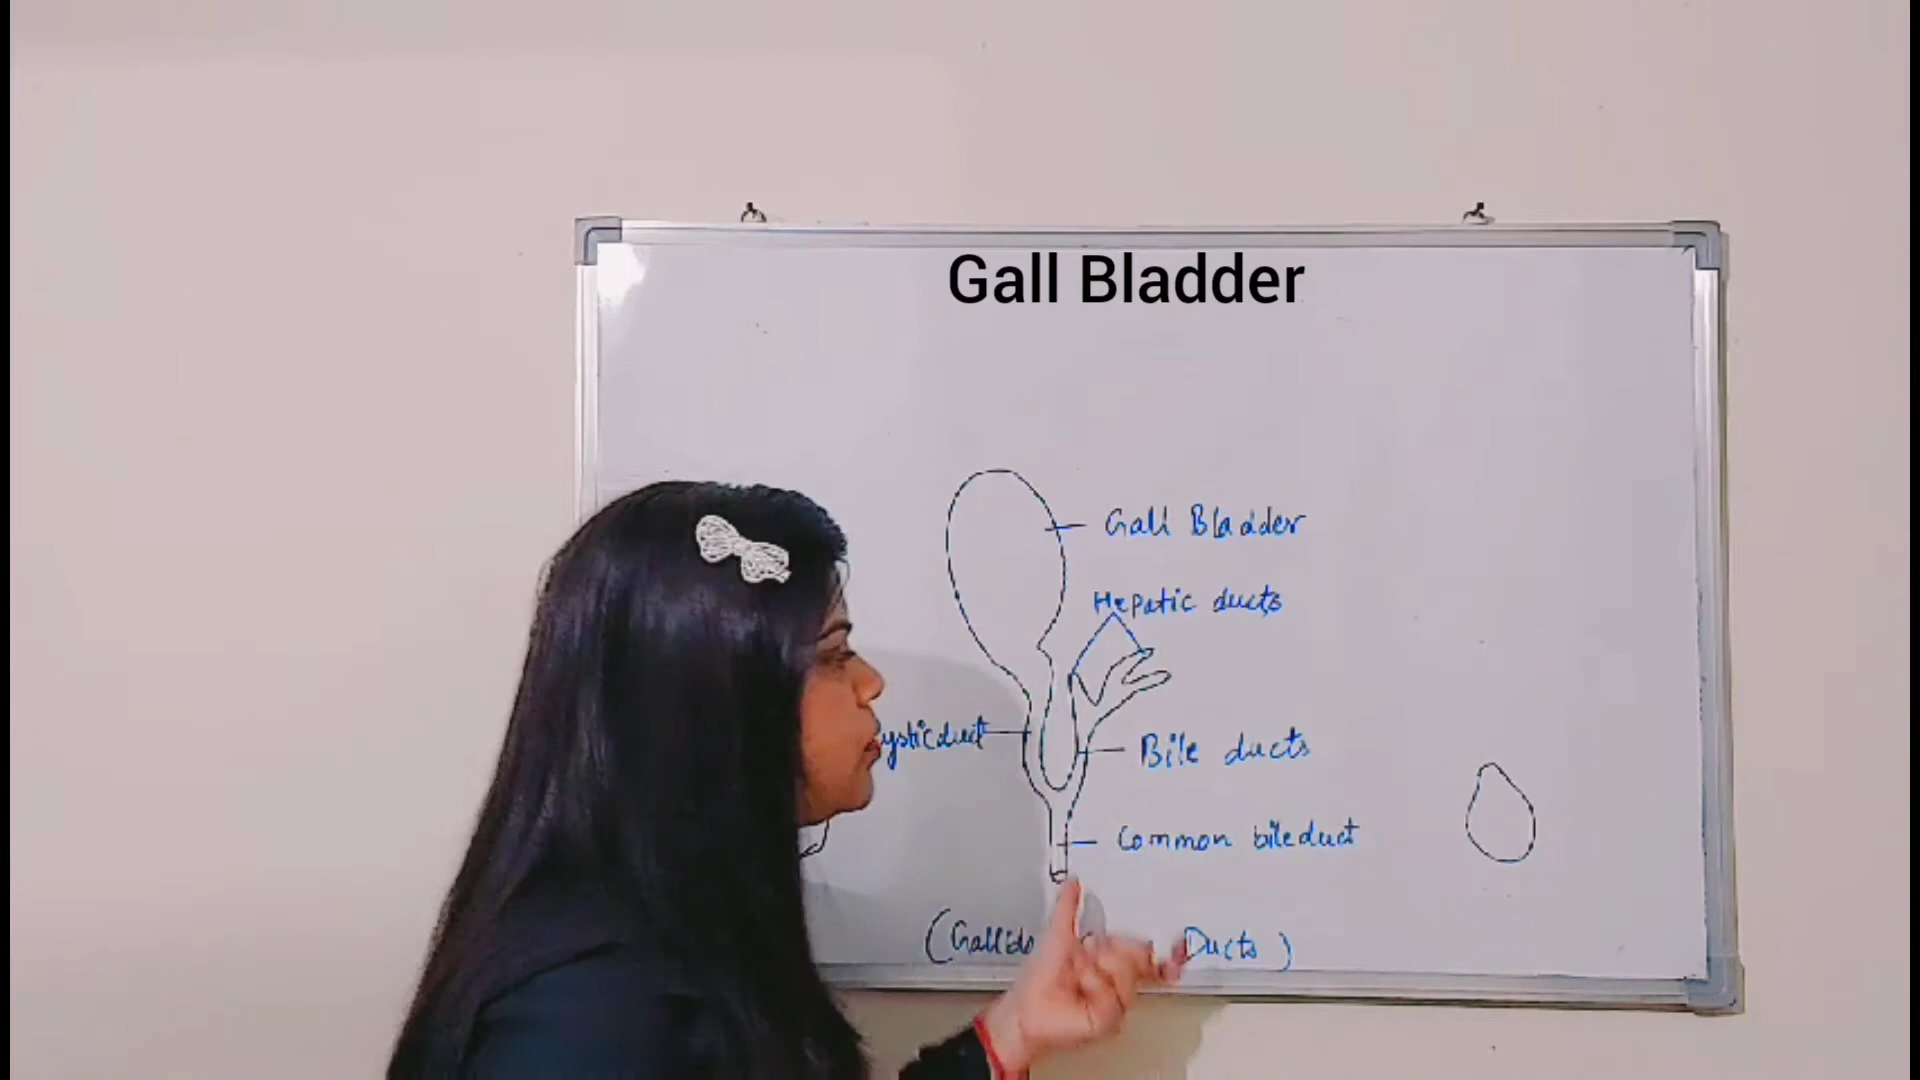 Gall Bladder
Gall Bladder
Hepatic ducts
ysticduct
Bile ducts
Common bileduct
Ducts )